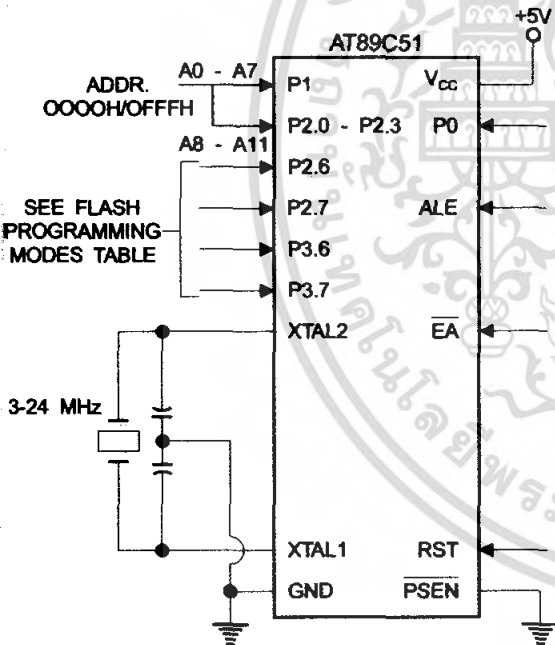 +5V
AT89C51
A0 - A7
ADDR.
OOOOH/OFFFH
P1
V_CC
P2.0 - P2.3
P0
A8 - A11
P2.6
SEE FLASH
PROGRAMMING
MODES TABLE
P2.7
ALE
P3.6
P3.7
XTAL2
EA
3-24 MHz
XTAL1
RST
GND
PSEN